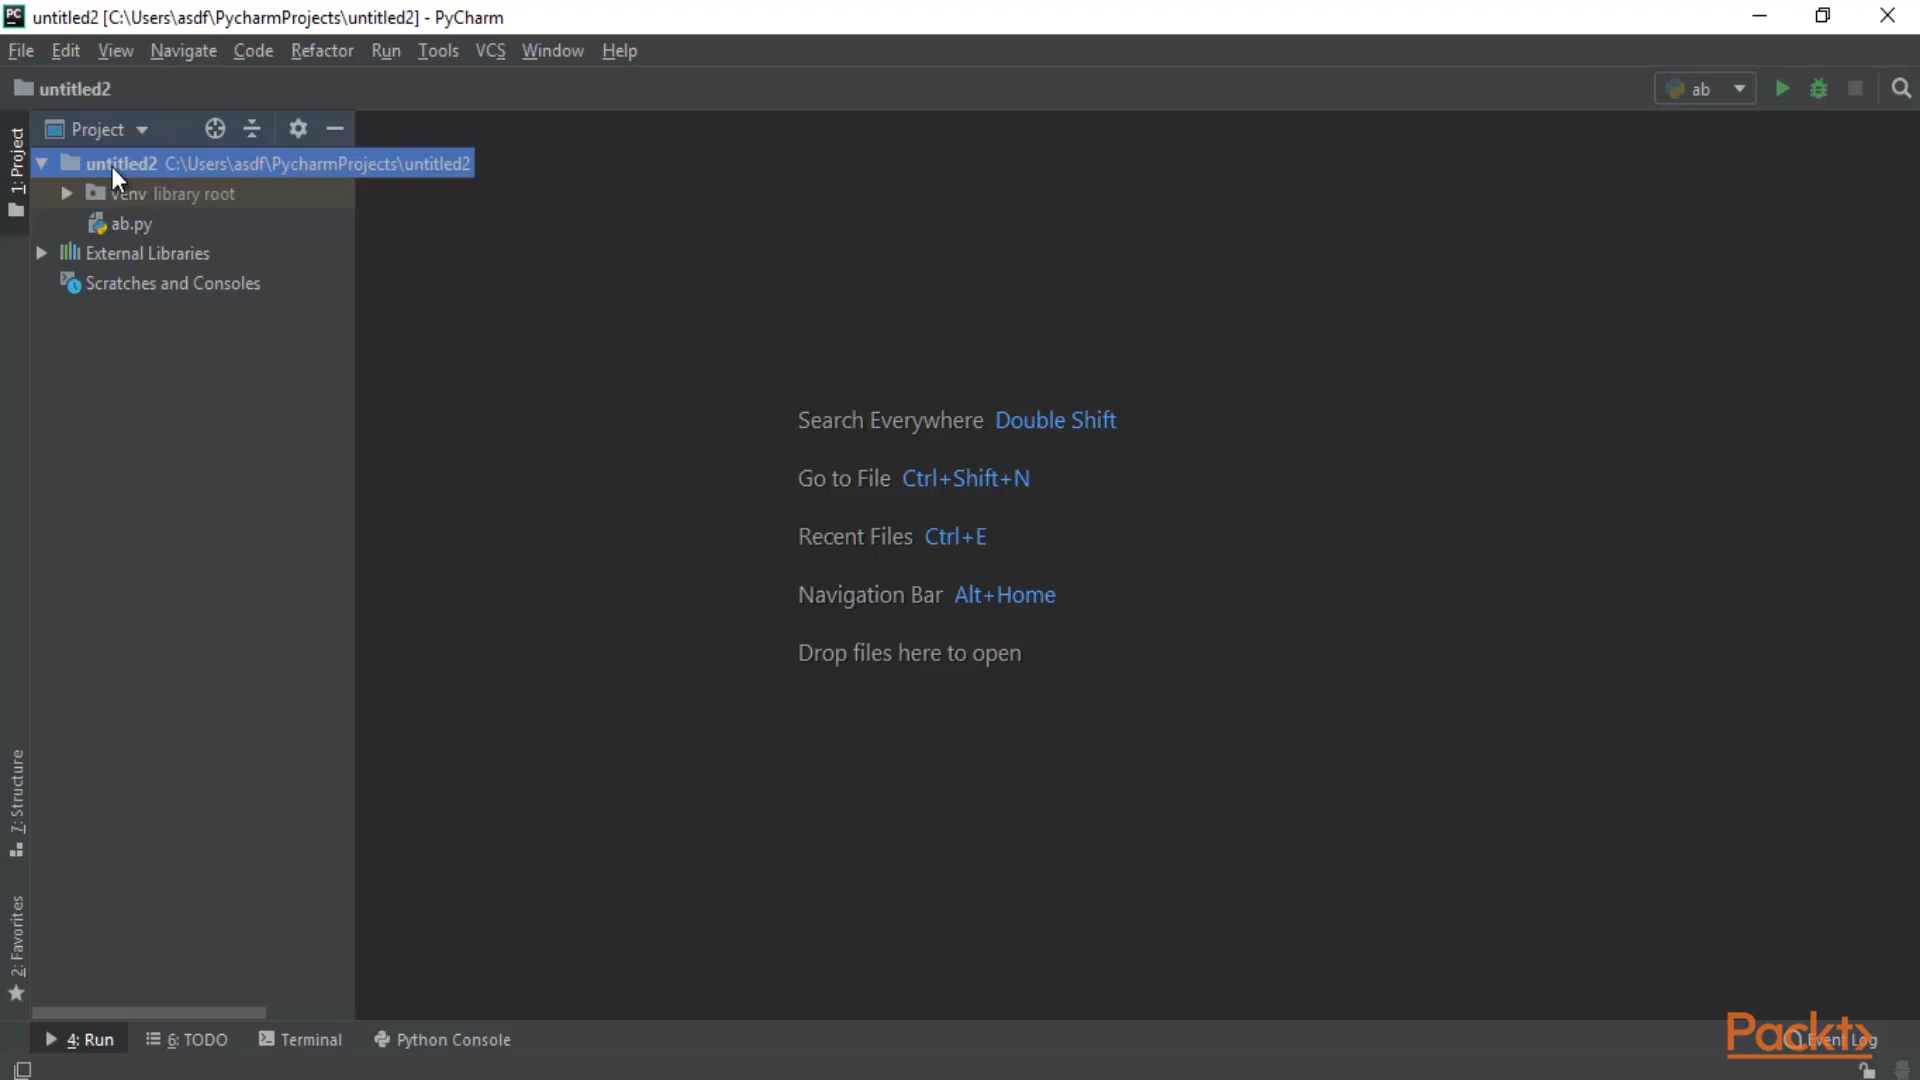 PC untitled2 [C:\Users\asdf\PycharmProjects\untitled2] - PyCharm
File Edit View Navigate Code Refactor Run Tools VCS Window Help
untitled2
ab
1: Project
Project
untitled2 C:\Users\asdf\PycharmProjects\untitled2
venv library root
ab.py
External Libraries
Scratches and Consoles
Search Everywhere Double Shift
Go to File Ctrl+Shift+N
Recent Files Ctrl+E
Navigation Bar Alt+Home
Drop files here to open
7: Structure
2: Favorites
4: Run 6: TODO Terminal Python Console
Event Log
Packt